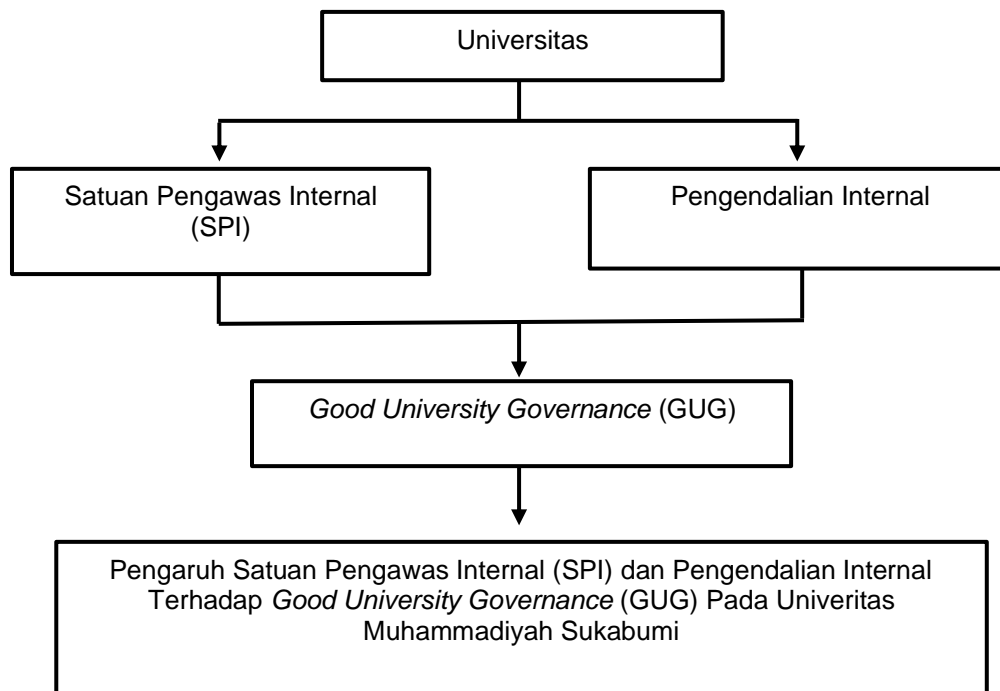 Universitas
Satuan Pengawas Internal
(SPI)
Pengendalian Internal
Good University Governance (GUG)
Pengaruh Satuan Pengawas Internal (SPI) dan Pengendalian Internal
Terhadap Good University Governance (GUG) Pada Univeritas
Muhammadiyah Sukabumi